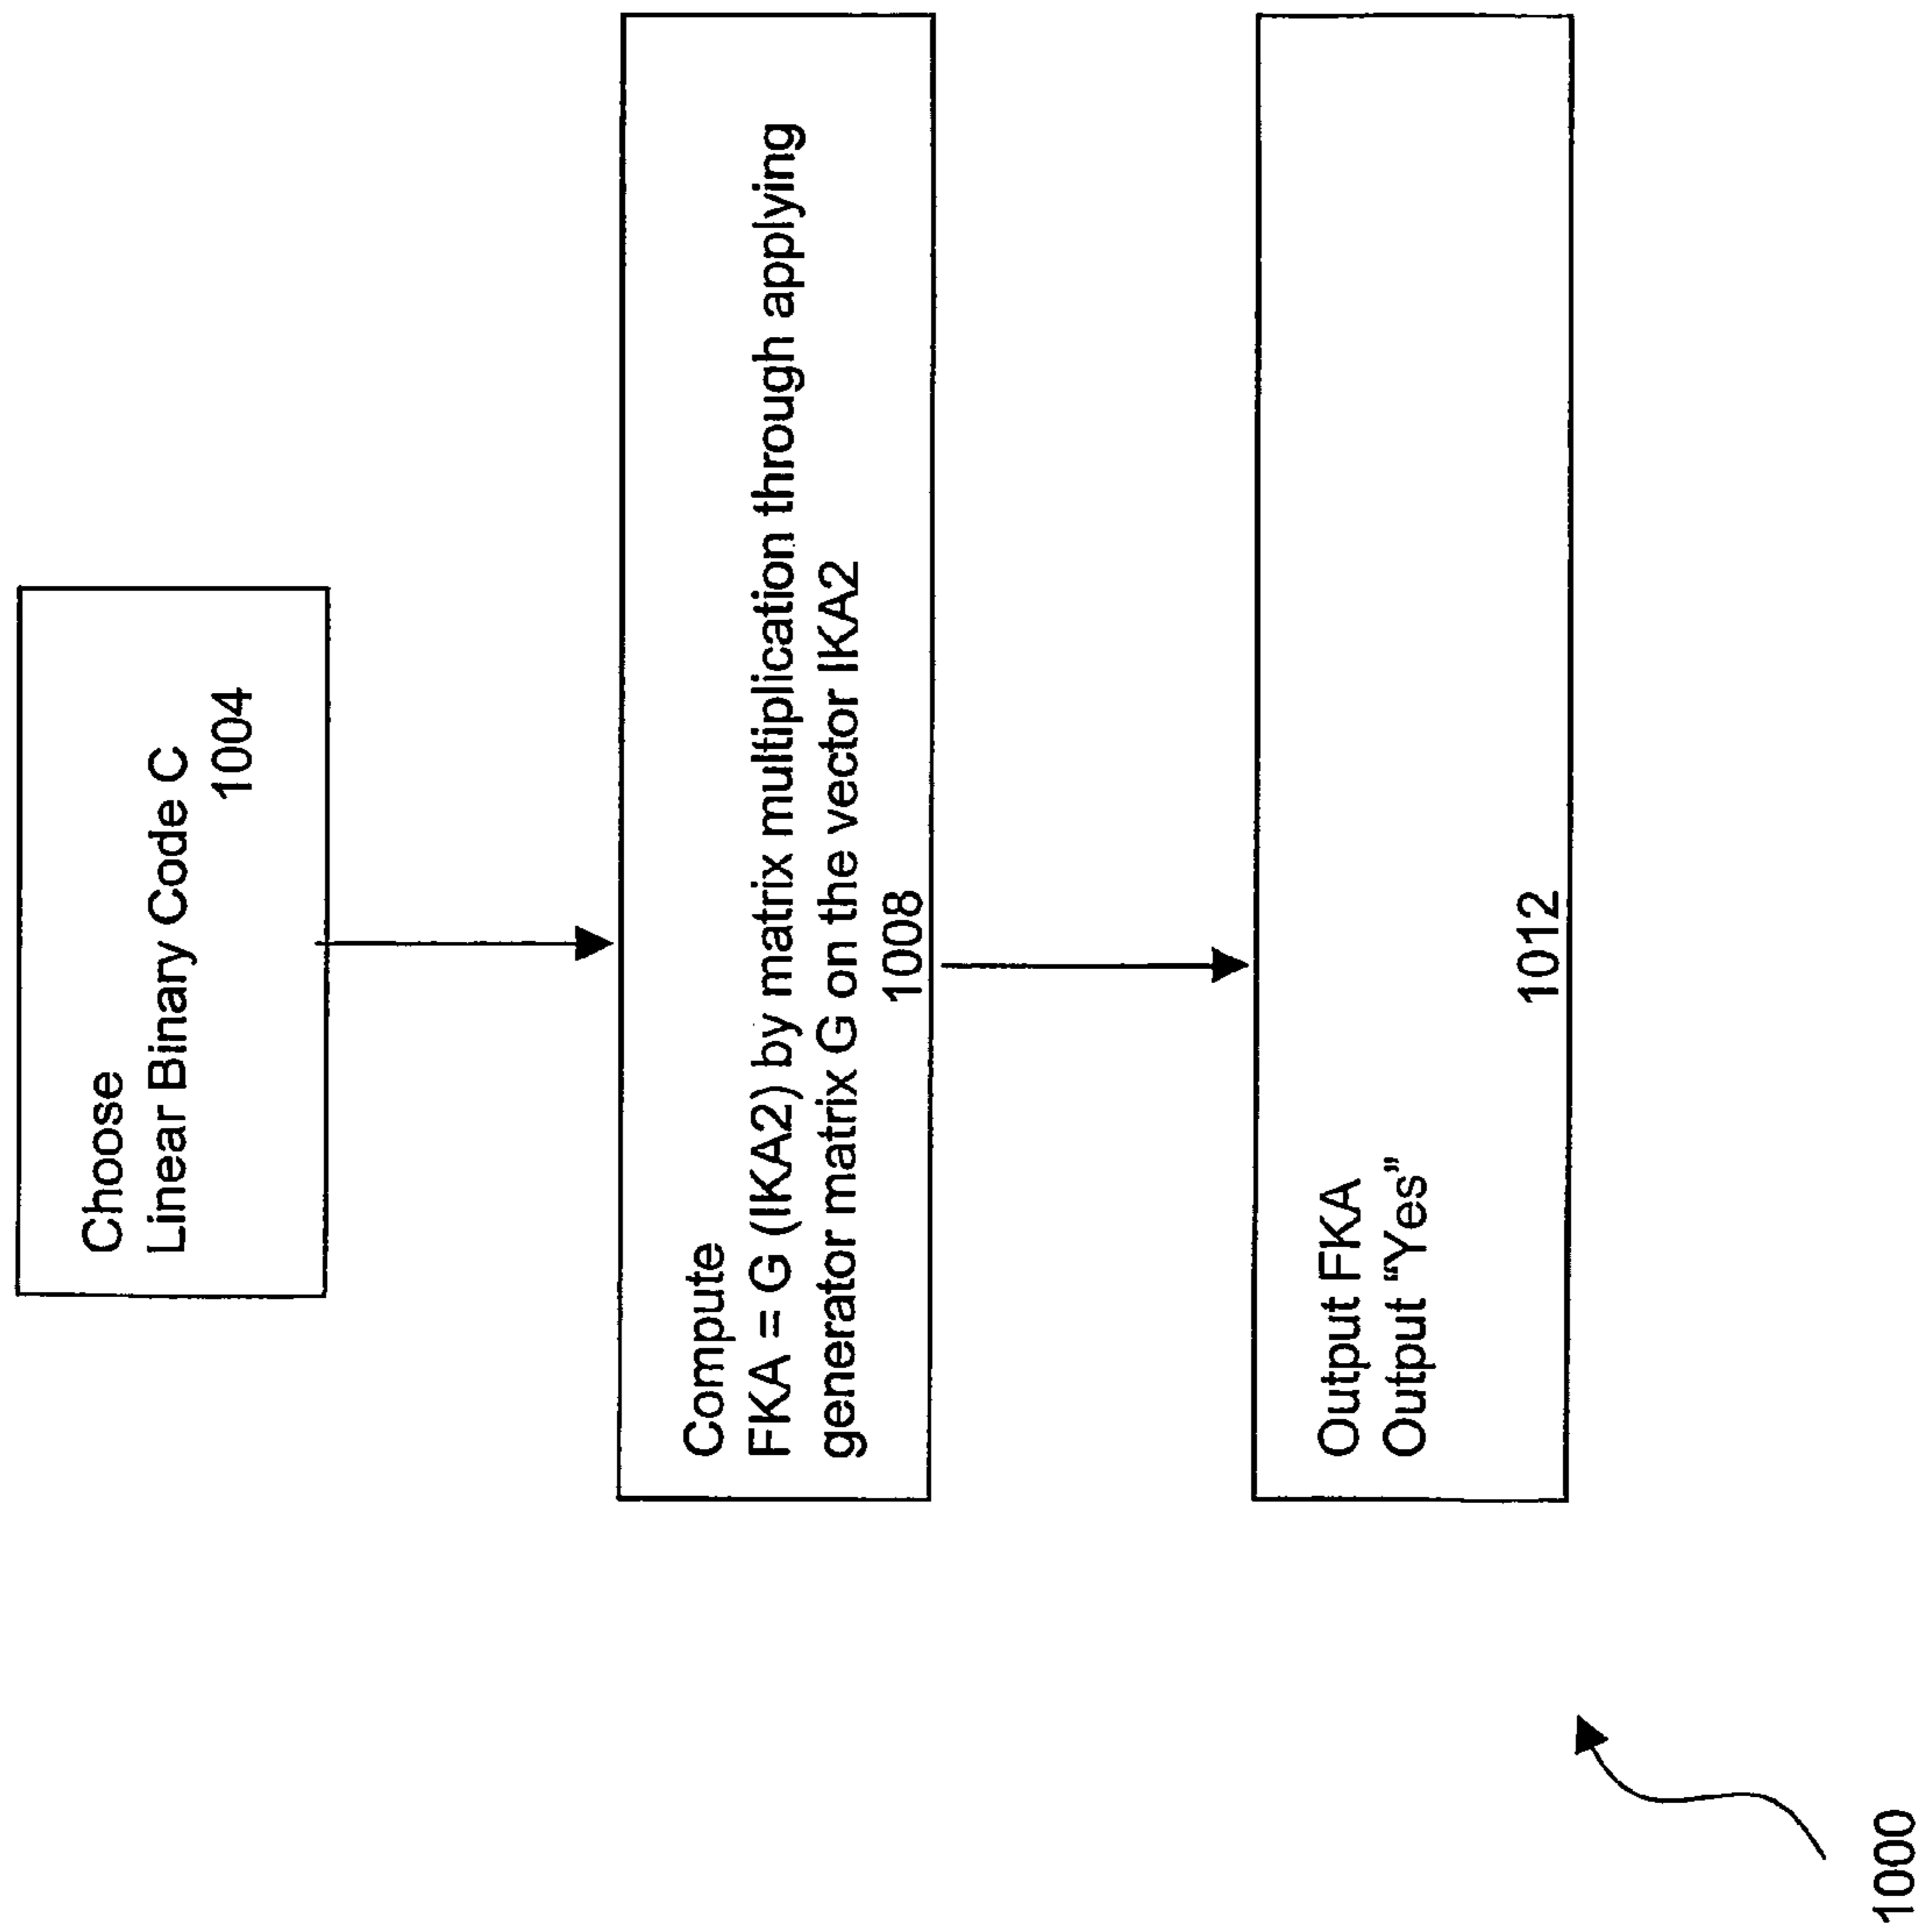 Choose
Linear Binary Code C
1004
Compute
FKA = G (IKA2) by matrix multiplication through applying
generator matrix G on the vector IKA2
1008
Output FKA
Output “Yes”
1012
1000